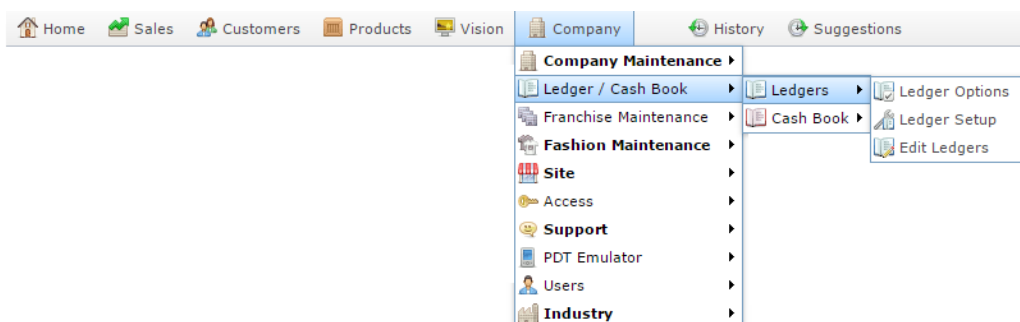 Home Sales Customers Products Vision Company History Suggestions
Company Maintenance
Ledger / Cash Book Ledgers Ledger Options
Franchise Maintenance Cash Book Ledger Setup
Fashion Maintenance Edit Ledgers
Site
Access
Support
PDT Emulator
Users
Industry